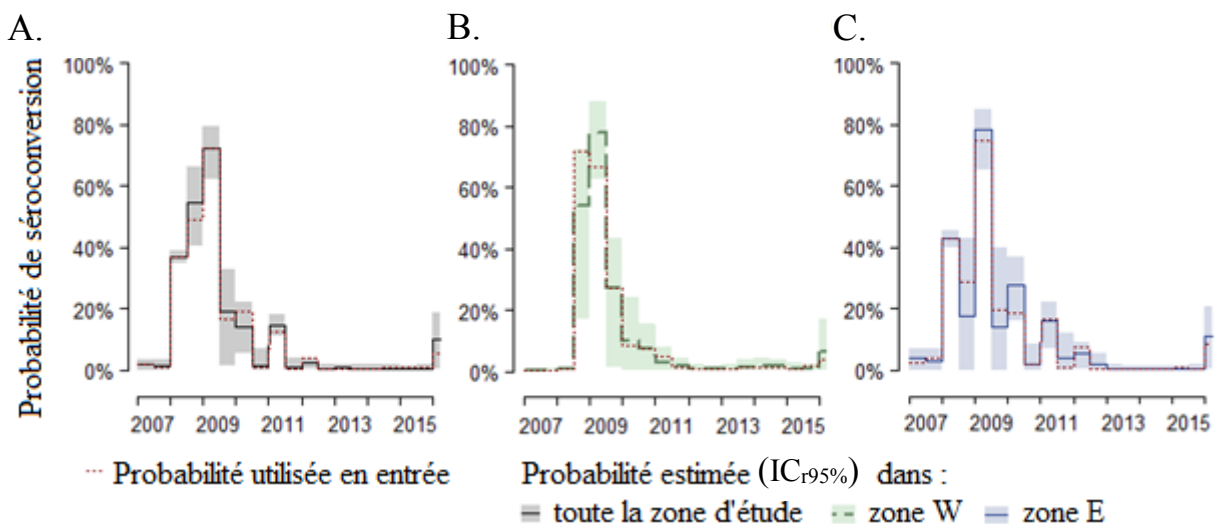 A.
B.
C.
Probabilité de séroconversion
100%
80%
60%
40%
20%
0%
2007 2009 2011 2013 2015
100%
80%
60%
40%
20%
0%
2007 2009 2011 2013 2015
100%
80%
60%
40%
20%
0%
2007 2009 2011 2013 2015
Probabilité utilisée en entrée
Probabilité estimée (ICr95%) dans :
toute la zone d'étude
zone W
zone E